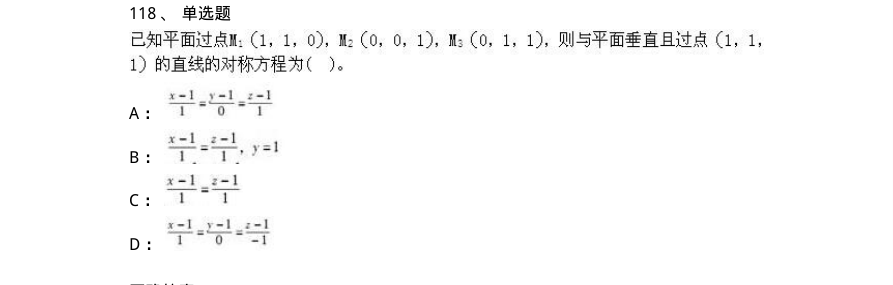 118 、 单选题
已知平面过点M₁（1，1，0），M₂（0，0，1），M₃（0，1，1），则与平面垂直且过点（1，1，
1）的直线的对称方程为(　)。
A： (x-1)/1=(y-1)/0=(z-1)/1
B： (x-1)/1=(z-1)/1，y=1
C： (x-1)/1=(z-1)/1
D： (x-1)/1=(y-1)/0=(z-1)/-1